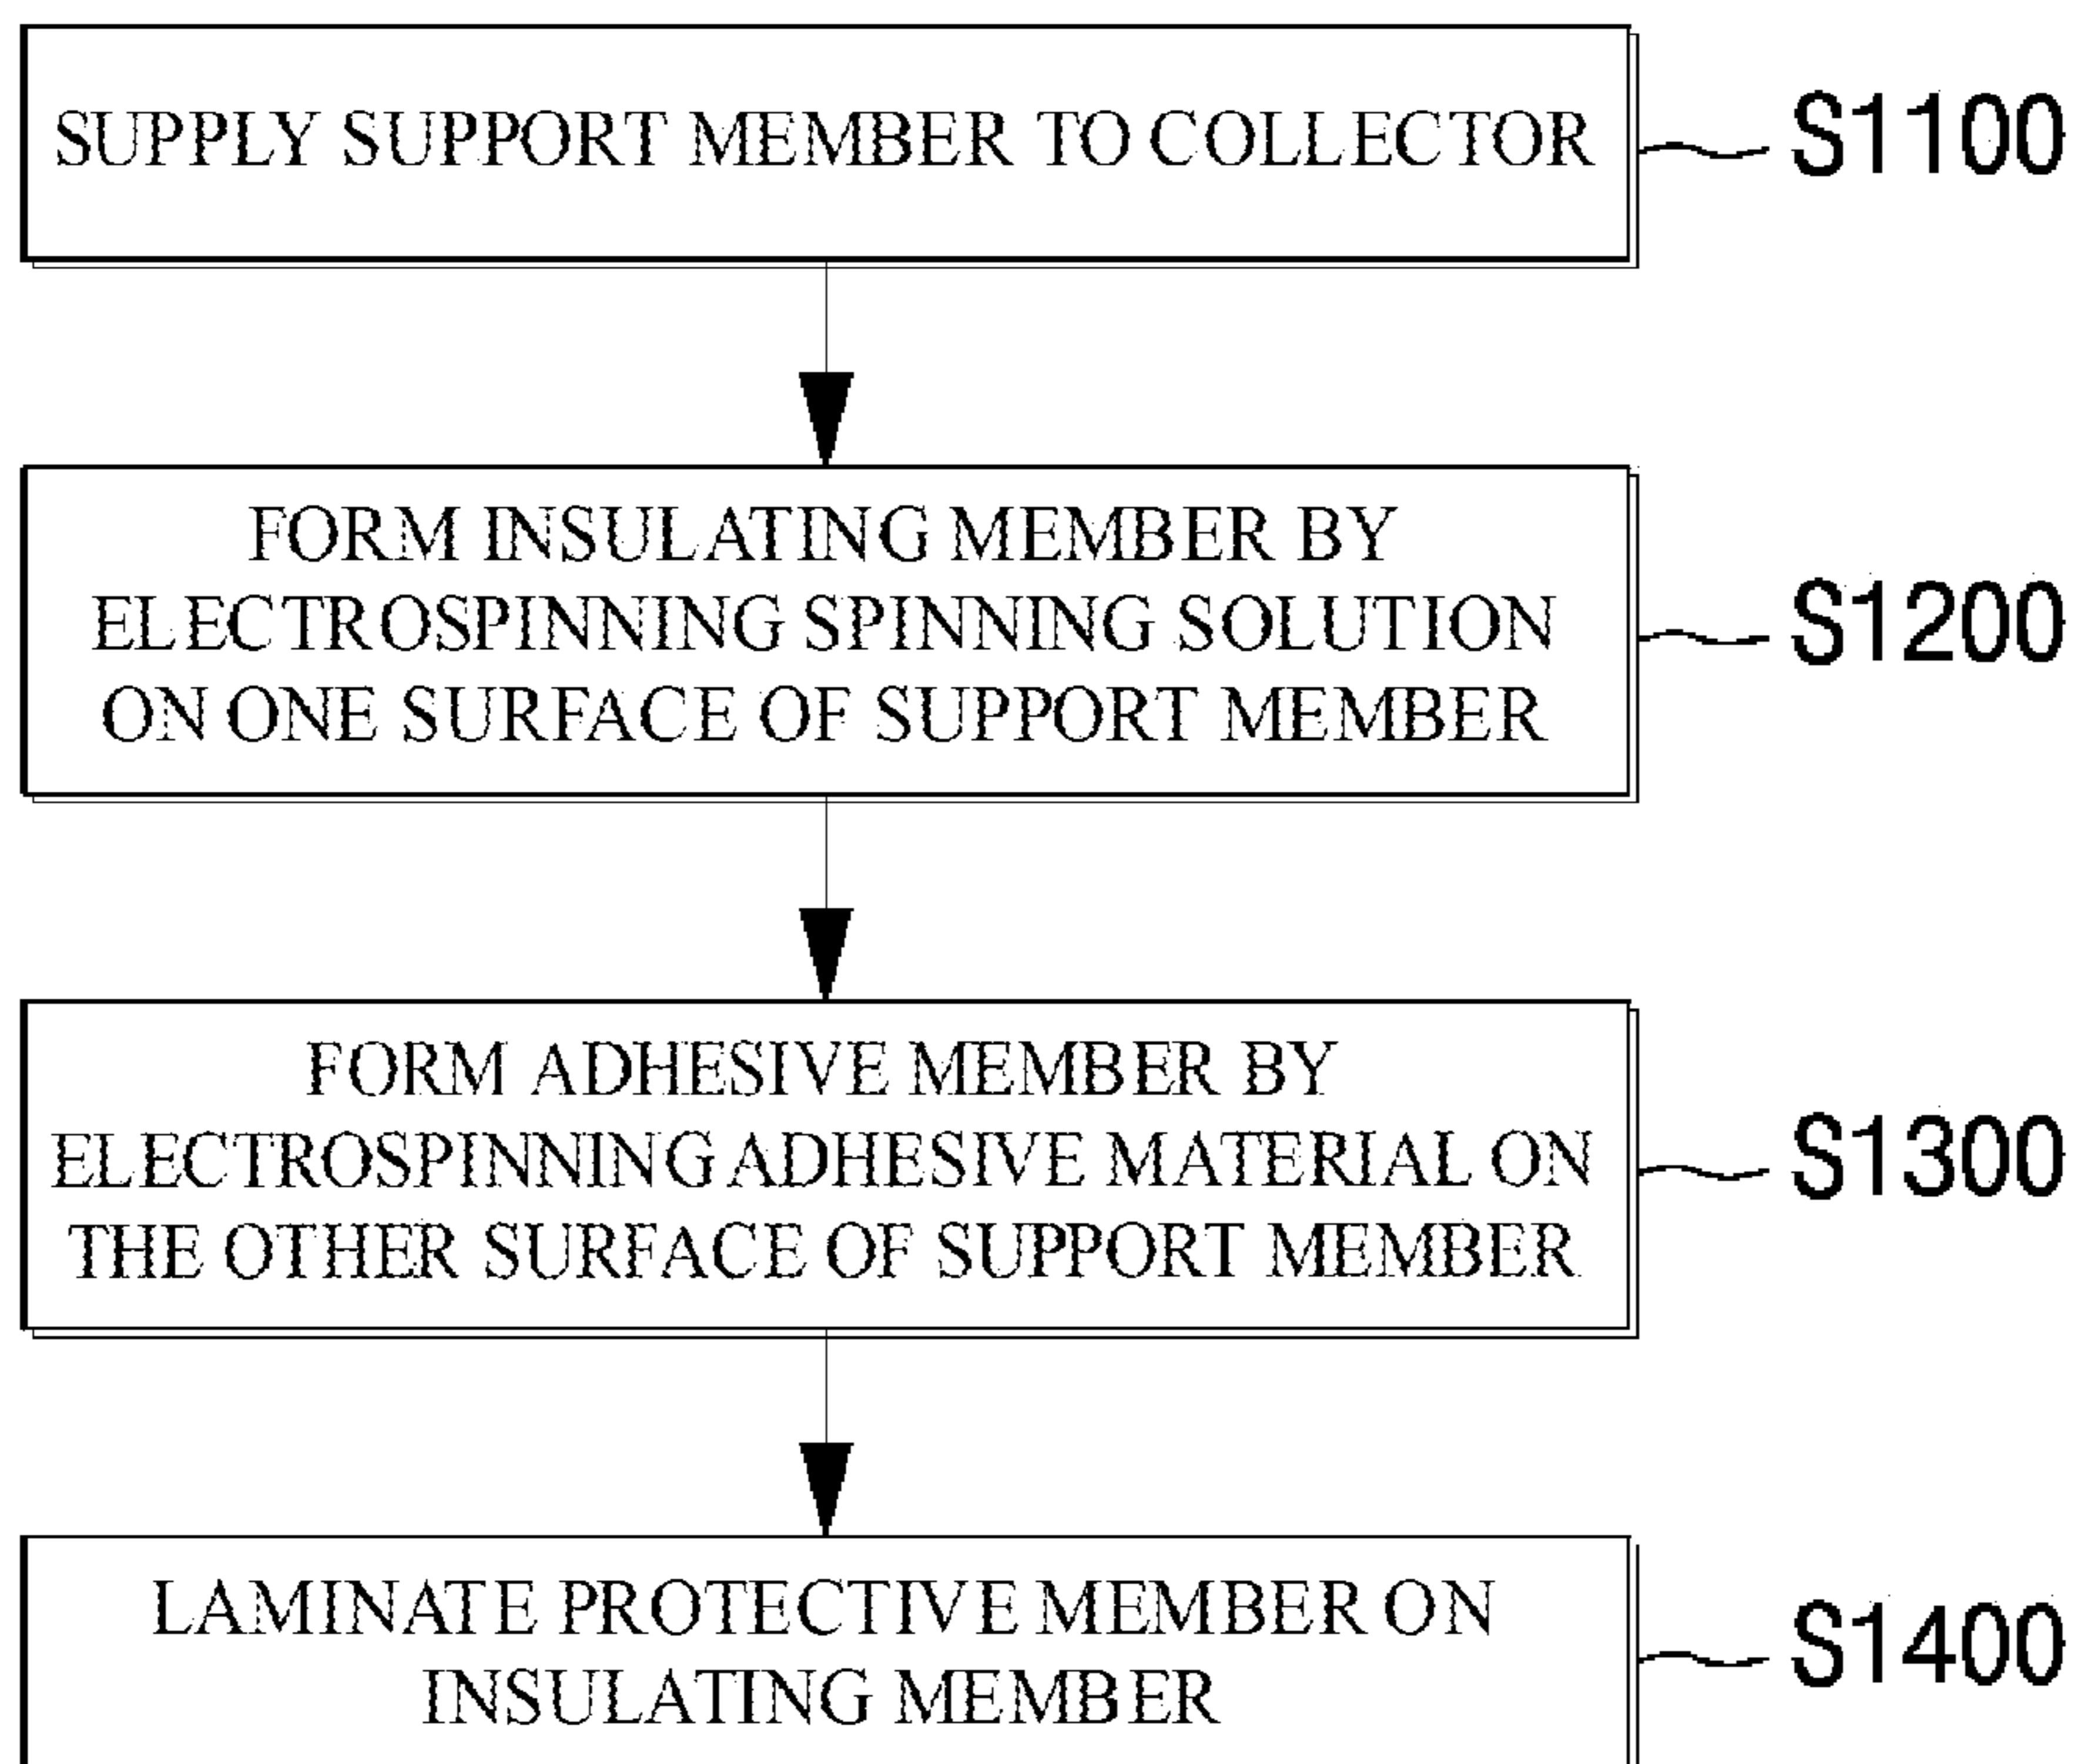 SUPPLY SUPPORT MEMBER TO COLLECTOR
S1100
FORM INSULATING MEMBER BY
ELECTROSPINNING SPINNING SOLUTION
ON ONE SURFACE OF SUPPORT MEMBER
S1200
FORM ADHESIVE MEMBER BY
ELECTROSPINNING ADHESIVE MATERIAL ON
THE OTHER SURFACE OF SUPPORT MEMBER
S1300
LAMINATE PROTECTIVE MEMBER ON
INSULATING MEMBER
S1400